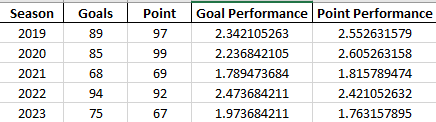 Season Goals Point Goal Performance Point Performance
2019 89 97 2.342105263 2.552631579
2020 85 99 2.236842105 2.605263158
2021 68 69 1.789473684 1.815789474
2022 94 92 2.473684211 2.421052632
2023 75 67 1.973684211 1.763157895